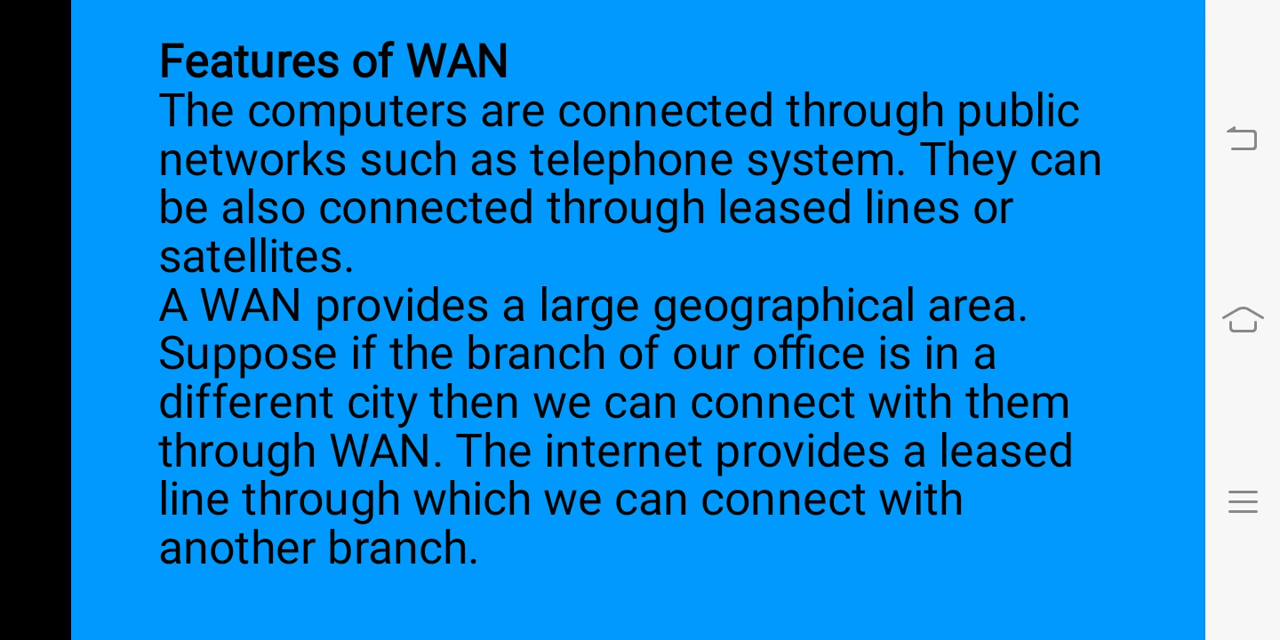 Features of WAN
The computers are connected through public
networks such as telephone system. They can
be also connected through leased lines or
satellites.
A WAN provides a large geographical area.
Suppose if the branch of our office is in a
different city then we can connect with them
through WAN. The internet provides a leased
line through which we can connect with
another branch.